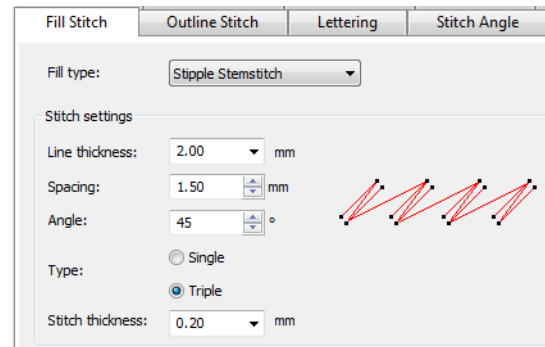 Fill Stitch Outline Stitch Lettering Stitch Angle
Fill type: Stipple Stemstitch
Stitch settings
Line thickness: 2.00 mm
Spacing: 1.50 mm
Angle: 45 °
Single
Type:
Triple
Stitch thickness: 0.20 mm